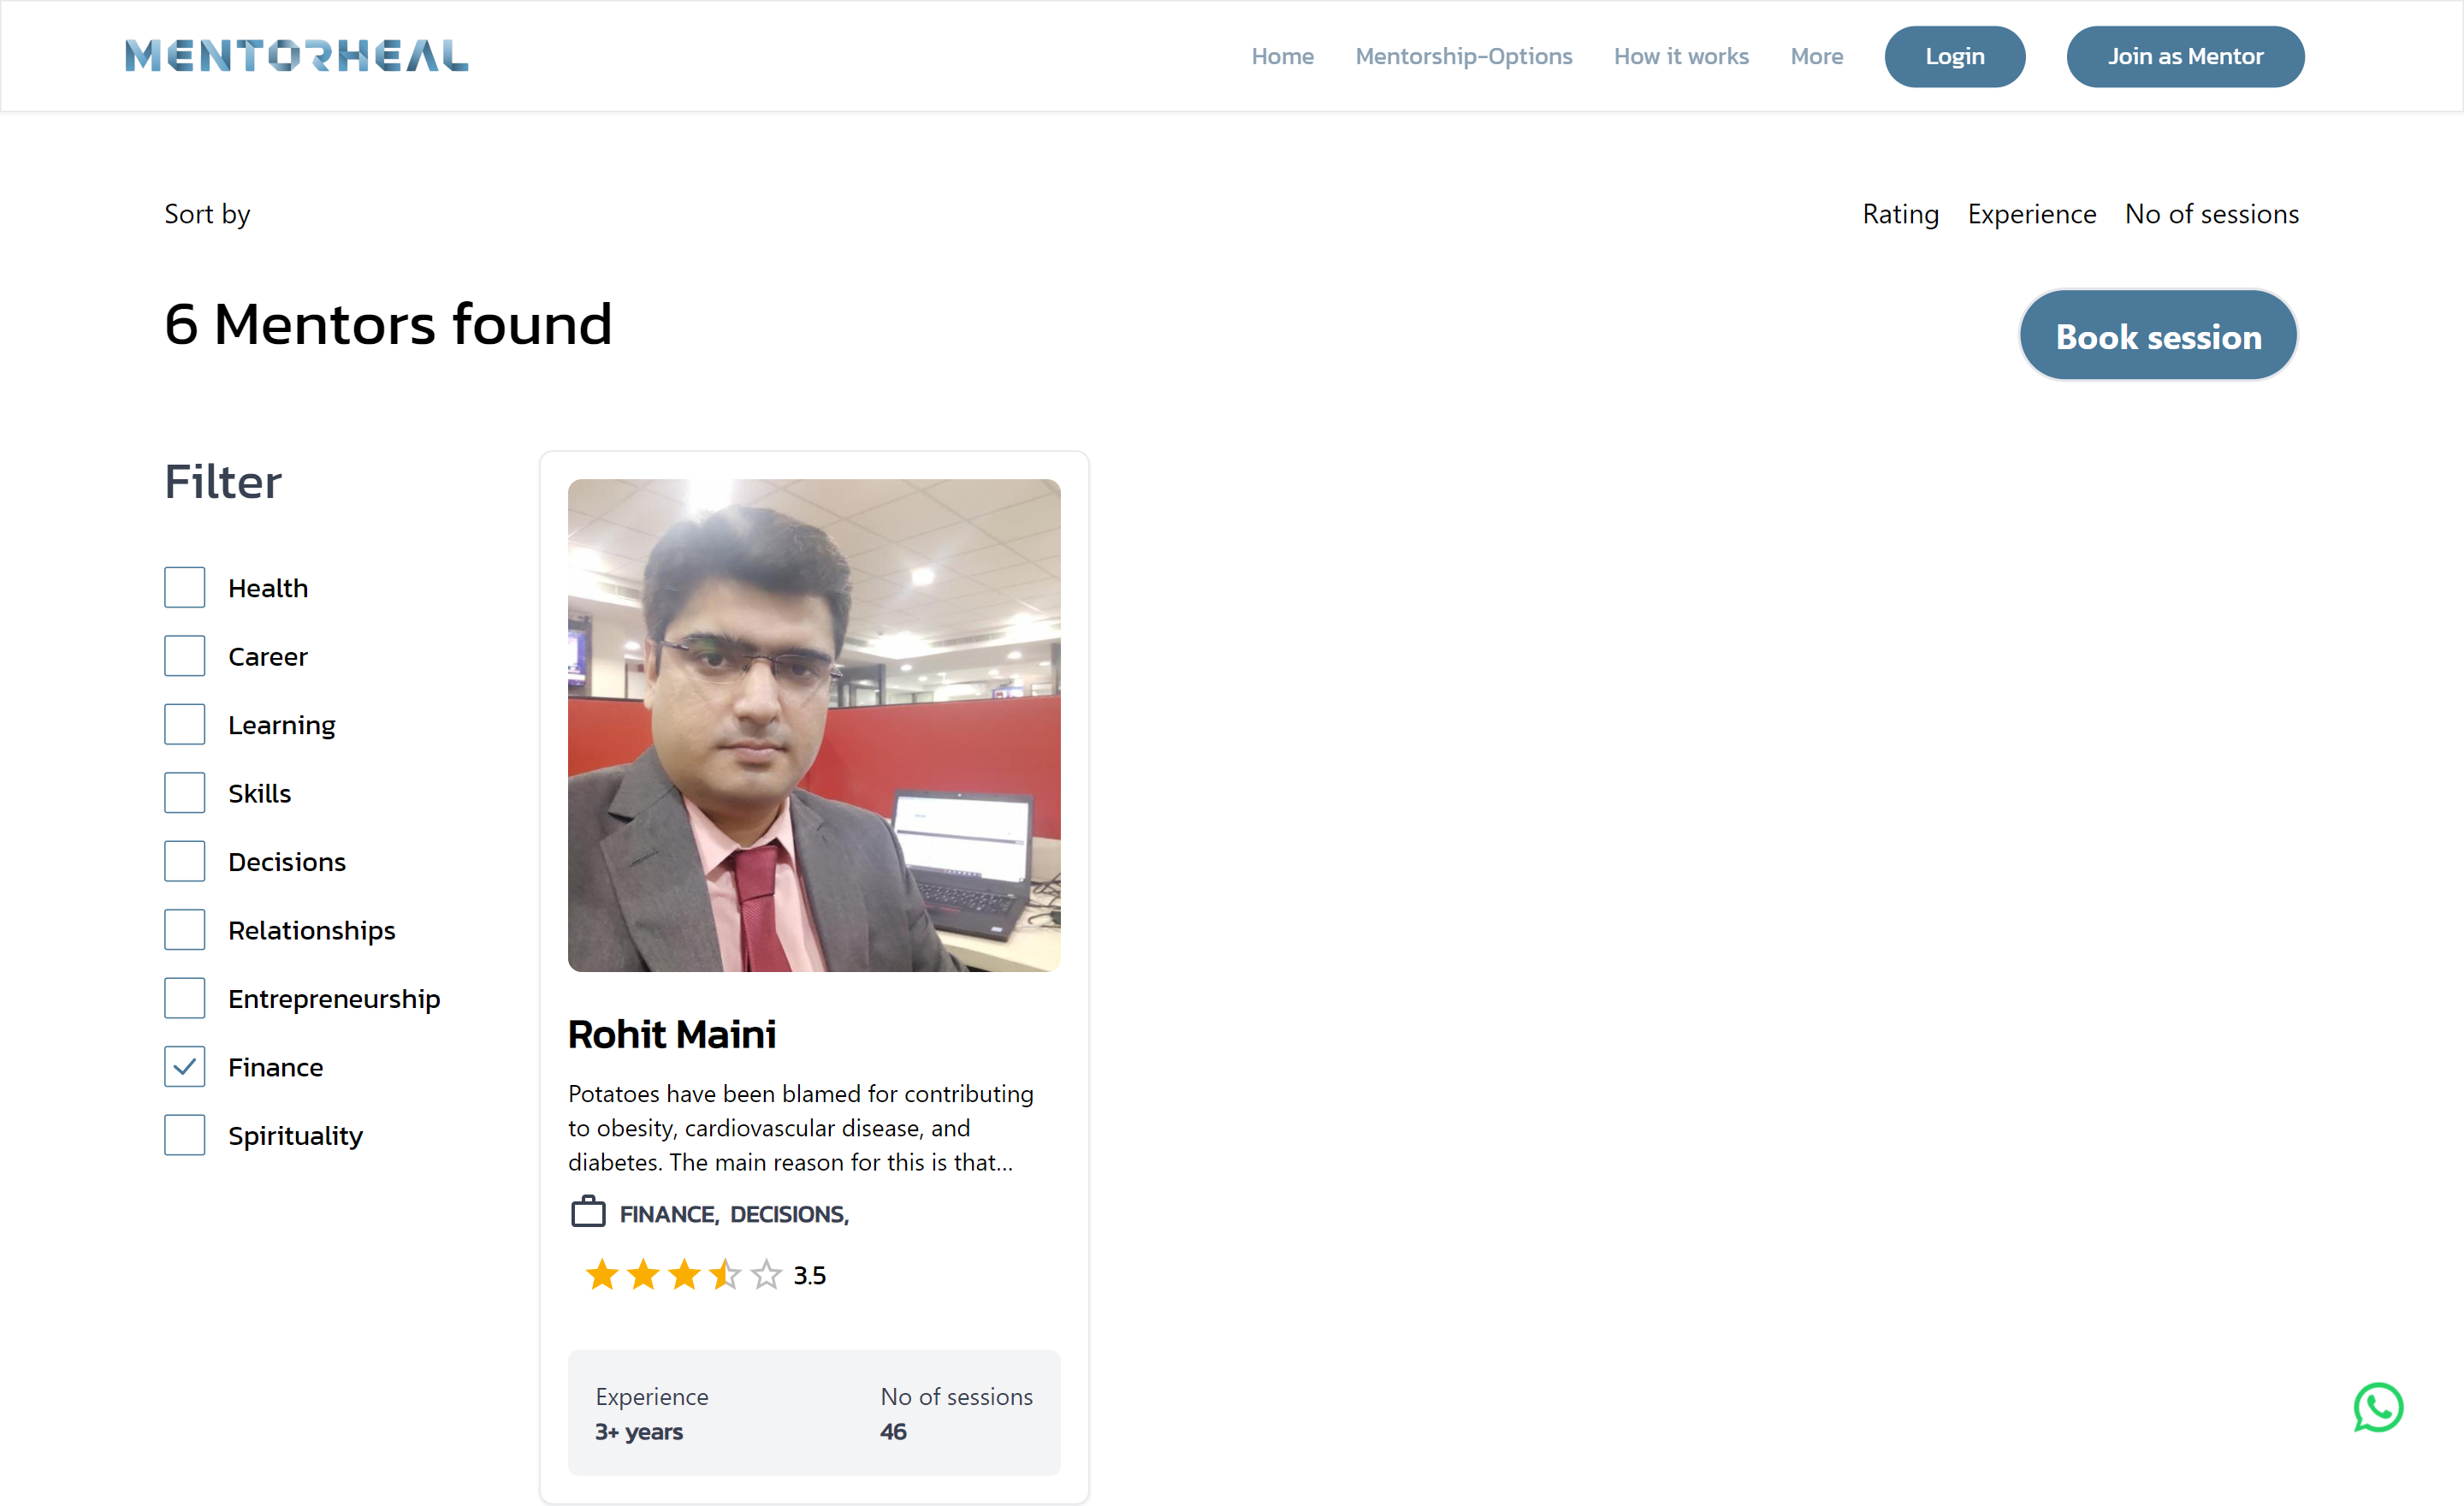 MENTORHEAL
Home Mentorship-Options How it works More Login Join as Mentor
Sort by
Rating Experience No of sessions
6 Mentors found
Book session
Filter
Health
Career
Learning
Skills
Decisions
Relationships
Entrepreneurship
Finance
Spirituality
Rohit Maini
Potatoes have been blamed for contributing
to obesity, cardiovascular disease, and
diabetes. The main reason for this is that...
FINANCE, DECISIONS,
3.5
Experience No of sessions
3+ years 46